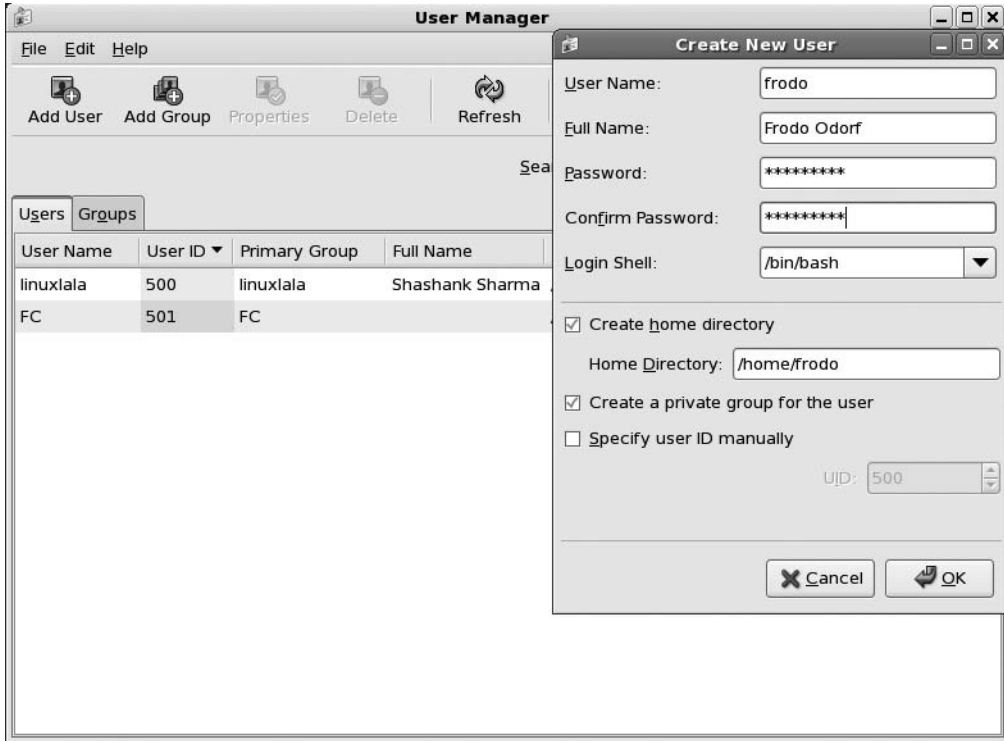 User Manager
File Edit Help
Add User Add Group Properties Delete Refresh
Sea
Users Groups
User Name User ID Primary Group Full Name
linuxlala 500 linuxlala Shashank Sharma
FC 501 FC
Create New User
User Name: frodo
Full Name: Frodo Odorf
Password: *********
Confirm Password: *********
Login Shell: /bin/bash
Create home directory
Home Directory: /home/frodo
Create a private group for the user
Specify user ID manually
UID: 500
Cancel OK